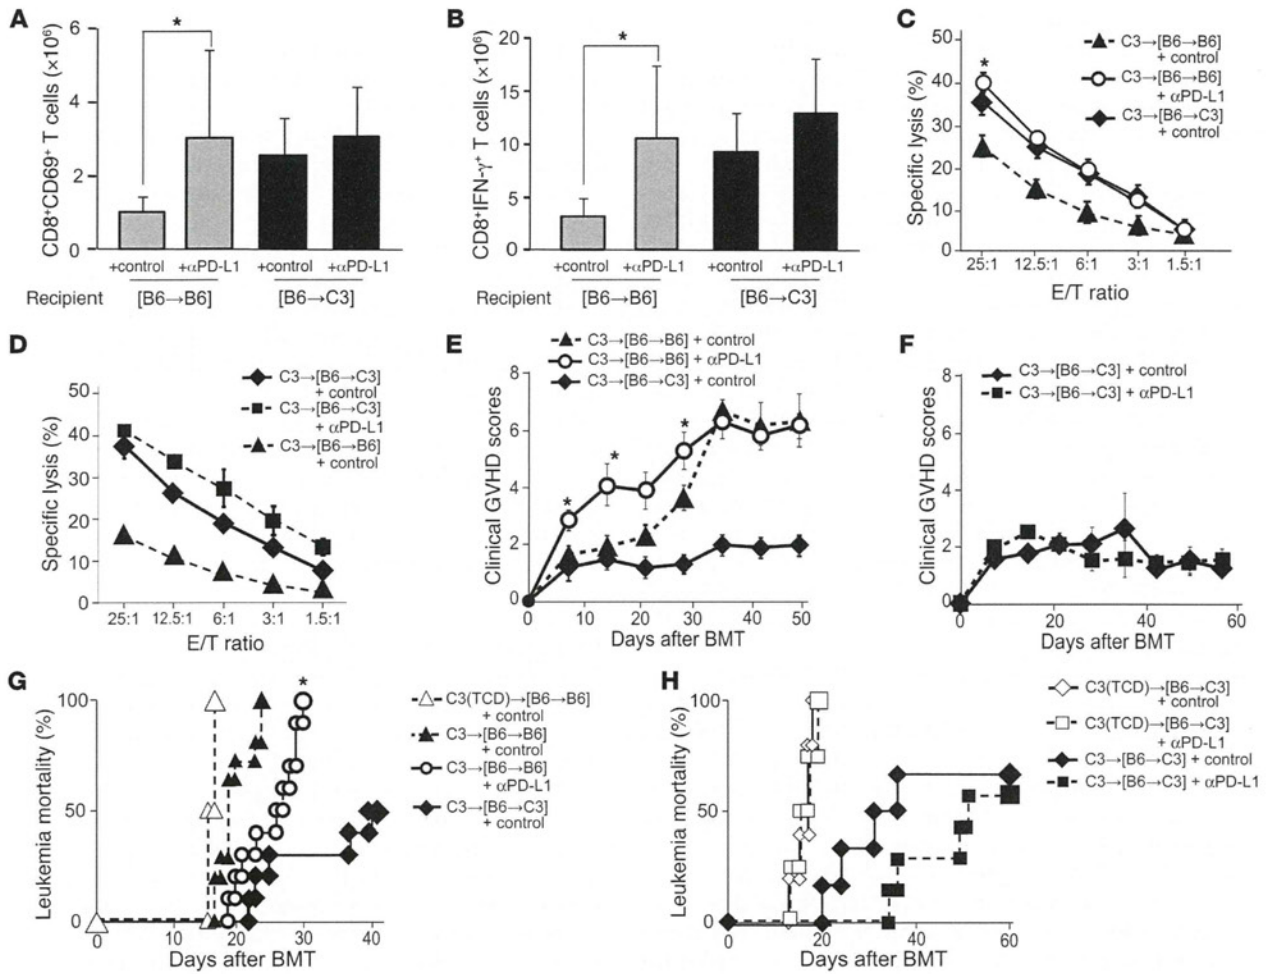 A
CD8⁺CD69⁺ T cells (×10⁶)
6
4
2
0
*
+control +αPD-L1 +control +αPD-L1
Recipient [B6→B6] [B6→C3]
B
CD8⁺IFN-γ⁺ T cells (×10⁶)
20
15
10
5
0
*
+control +αPD-L1 +control +αPD-L1
Recipient [B6→B6] [B6→C3]
C
Specific lysis (%)
50
40
30
20
10
0
*
C3→[B6→B6]
+ control
C3→[B6→B6]
+ αPD-L1
C3→[B6→C3]
+ control
25:1 12.5:1 6:1 3:1 1.5:1
E/T ratio
D
Specific lysis (%)
50
40
30
20
10
0
C3→[B6→C3]
+ control
C3→[B6→C3]
+ αPD-L1
C3→[B6→B6]
+ control
25:1 12.5:1 6:1 3:1 1.5:1
E/T ratio
E
C3→[B6→B6] + control
C3→[B6→B6] + αPD-L1
C3→[B6→C3] + control
Clinical GVHD scores
8
6
4
2
0
* * *
0 10 20 30 40 50
Days after BMT
F
C3→[B6→C3] + control
C3→[B6→C3] + αPD-L1
Clinical GVHD scores
8
6
4
2
0
0 20 40 60
Days after BMT
G
Leukemia mortality (%)
100
50
0
*
C3(TCD)→[B6→B6]
+ control
C3→[B6→B6]
+ control
C3→[B6→B6]
+ αPD-L1
C3→[B6→C3]
+ control
0 10 20 30 40
Days after BMT
H
Leukemia mortality (%)
100
50
0
C3(TCD)→[B6→C3]
+ control
C3(TCD)→[B6→C3]
+ αPD-L1
C3→[B6→C3] + control
C3→[B6→C3] + αPD-L1
0 20 40 60
Days after BMT